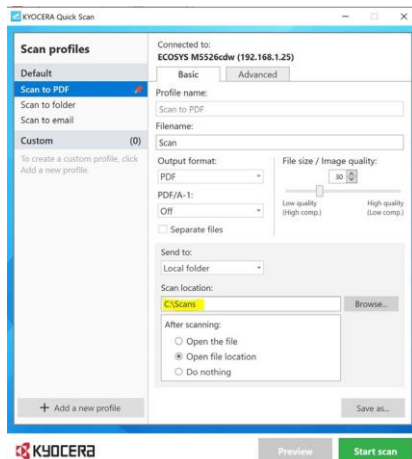 KYOCERA Quick Scan
Scan profiles
Default
Scan to PDF
Scan to folder
Scan to email
Custom (0)
To create a custom profile, click
Add a new profile.
+ Add a new profile
Connected to:
ECOSYS M5526cdw (192.168.1.25)
Basic Advanced
Profile name:
Scan to PDF
Filename:
Scan
Output format:
PDF
PDF/A-1:
Off
Separate files
File size / Image quality:
30
Low quality High quality
(High comp.) (Low comp.)
Send to:
Local folder
Scan location:
C:\Scans Browse...
After scanning:
Open the file
Open file location
Do nothing
Save as...
KYOCERA Preview Start scan